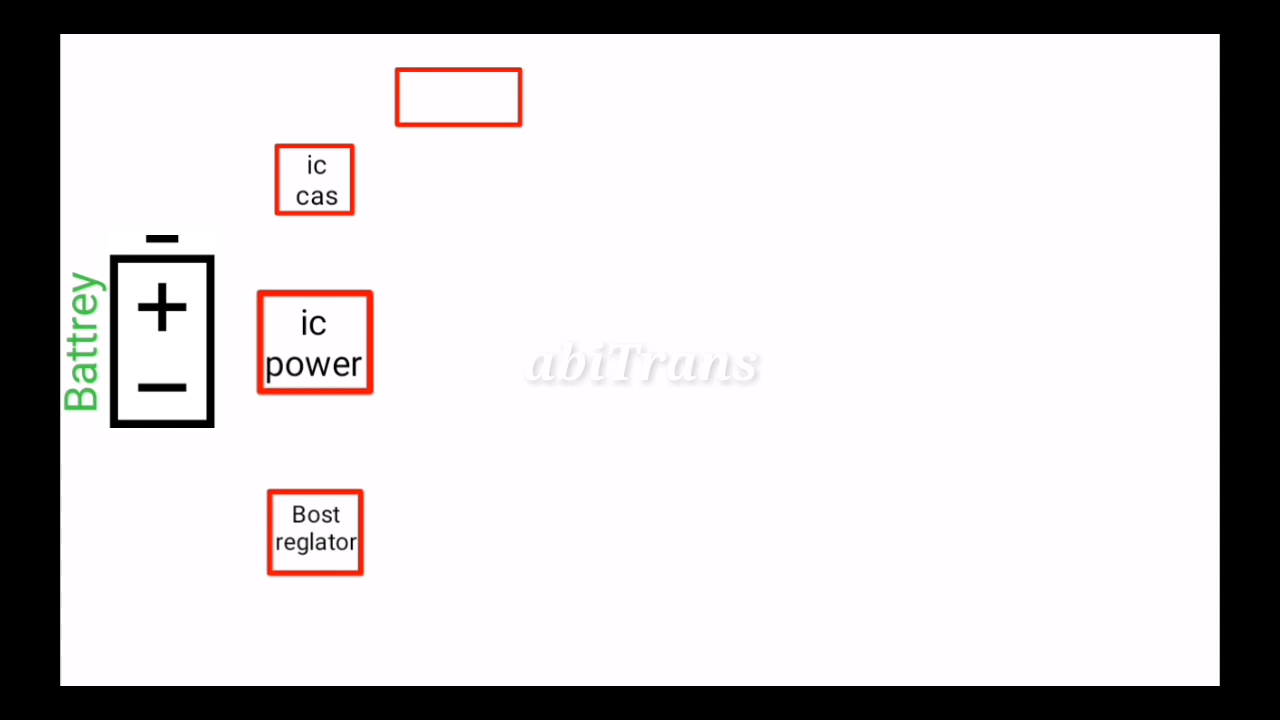 ic
cas
Battrey
ic
power
abiTrans
Bost
reglator